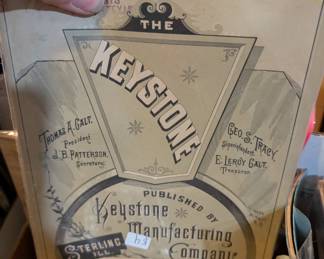 THE
KEYSTONE
THOMAS A. GALT,
President.
J. B. PATTERSON,
Secretary.
GEO. S. TRACY,
Superintendent.
E. LEROY GALT,
Treasurer.
PUBLISHED BY
Keystone
Manufacturing
Company
STERLING,
ILL.